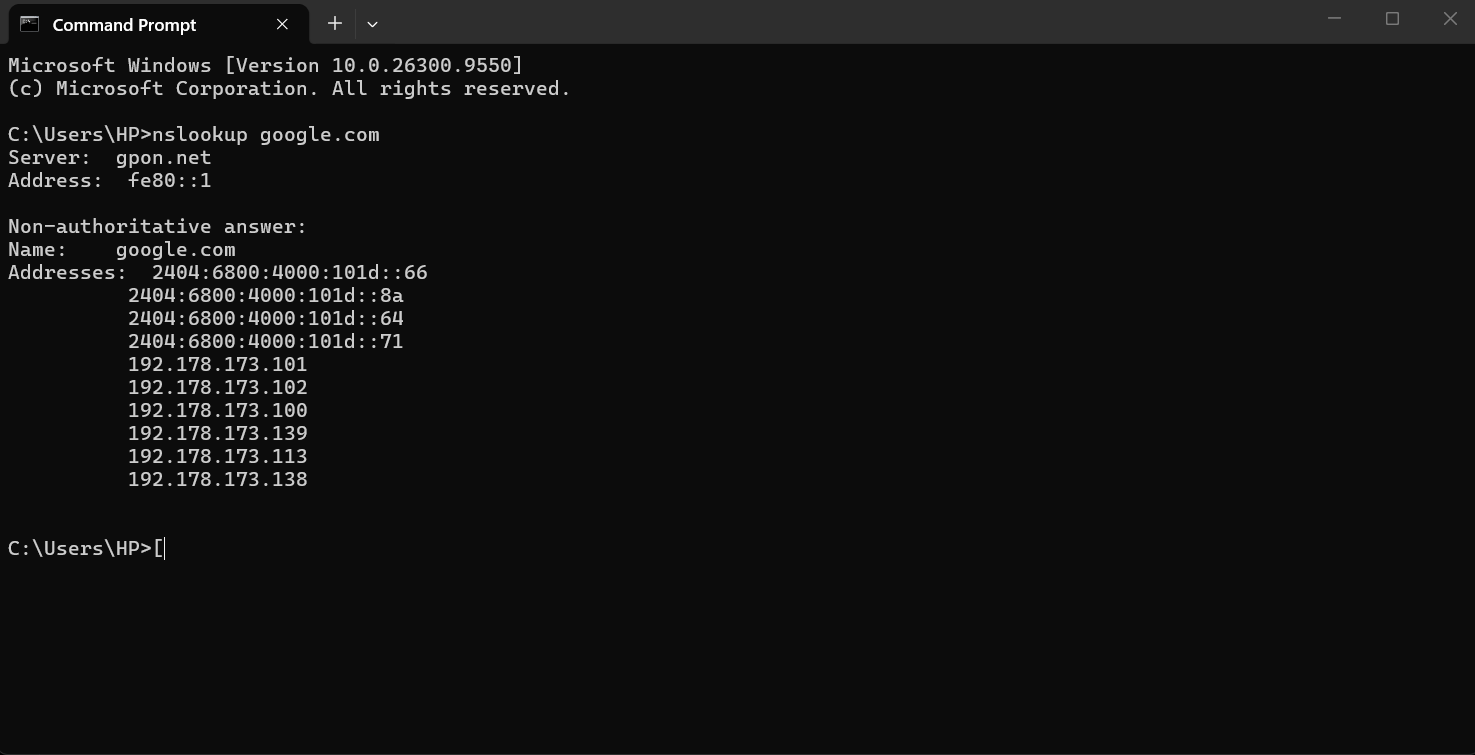 Command Prompt
Microsoft Windows [Version 10.0.26300.9550]
(c) Microsoft Corporation. All rights reserved.
C:\Users\HP>nslookup google.com
Server:  gpon.net
Address:  fe80::1
Non-authoritative answer:
Name:    google.com
Addresses:  2404:6800:4000:101d::66
          2404:6800:4000:101d::8a
          2404:6800:4000:101d::64
          2404:6800:4000:101d::71
          192.178.173.101
          192.178.173.102
          192.178.173.100
          192.178.173.139
          192.178.173.113
          192.178.173.138
C:\Users\HP>[